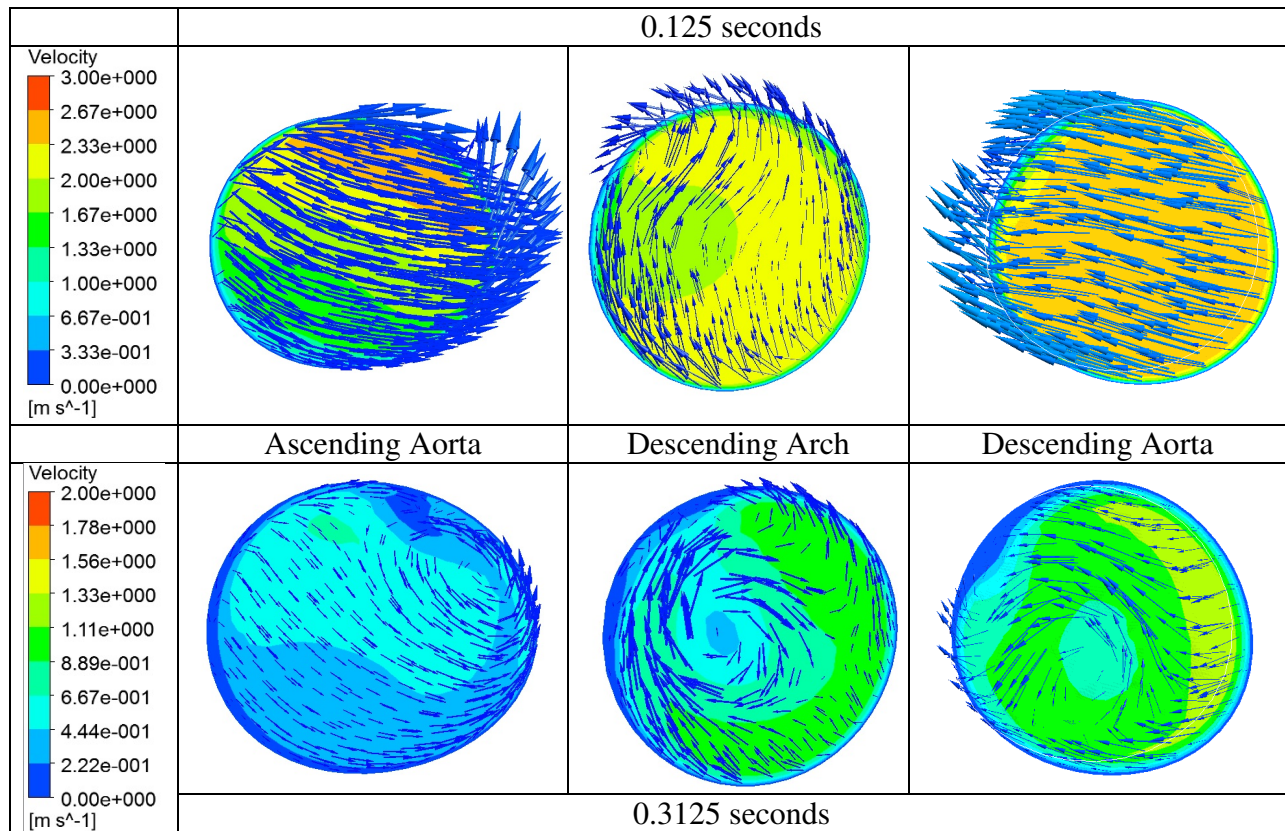 0.125 seconds
Velocity
3.00e+000
2.67e+000
2.33e+000
2.00e+000
1.67e+000
1.33e+000
1.00e+000
6.67e-001
3.33e-001
0.00e+000
[m s^-1]
Ascending Aorta
Descending Arch
Descending Aorta
Velocity
2.00e+000
1.78e+000
1.56e+000
1.33e+000
1.11e+000
8.89e-001
6.67e-001
4.44e-001
2.22e-001
0.00e+000
[m s^-1]
0.3125 seconds